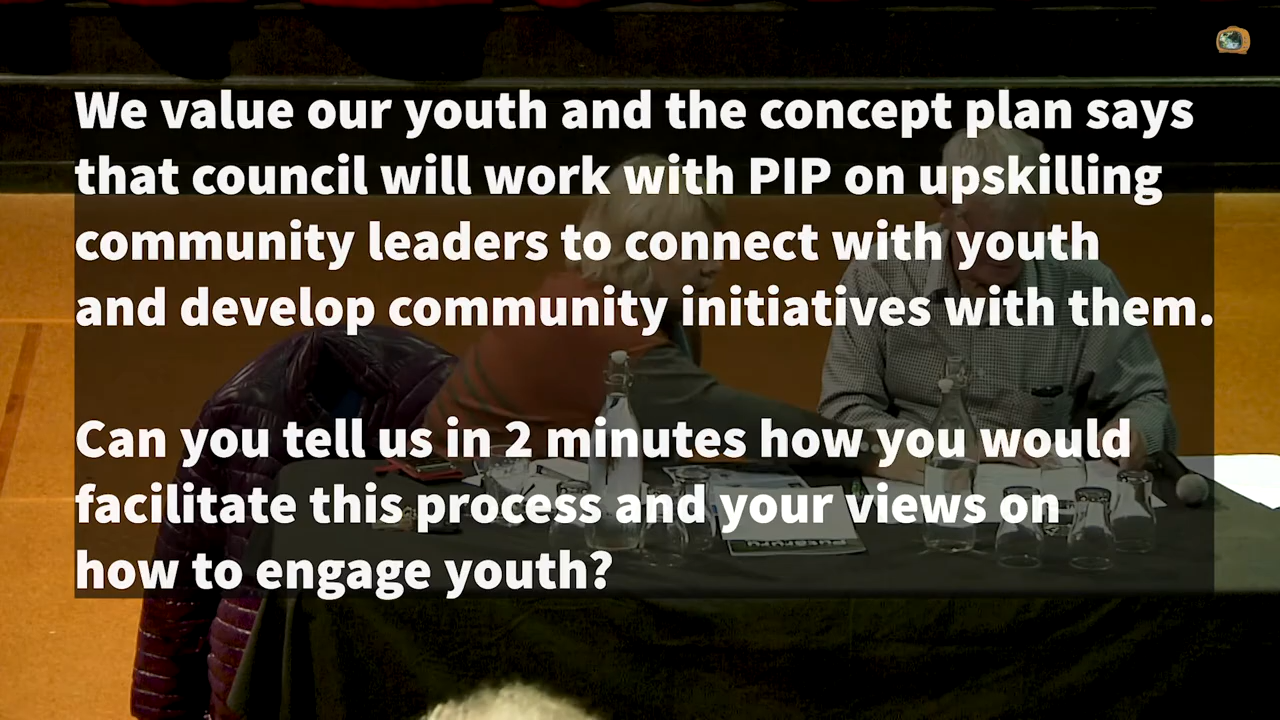 We value our youth and the concept plan says
that council will work with PIP on upskilling
community leaders to connect with youth
and develop community initiatives with them.
Can you tell us in 2 minutes how you would
facilitate this process and your views on
how to engage youth?